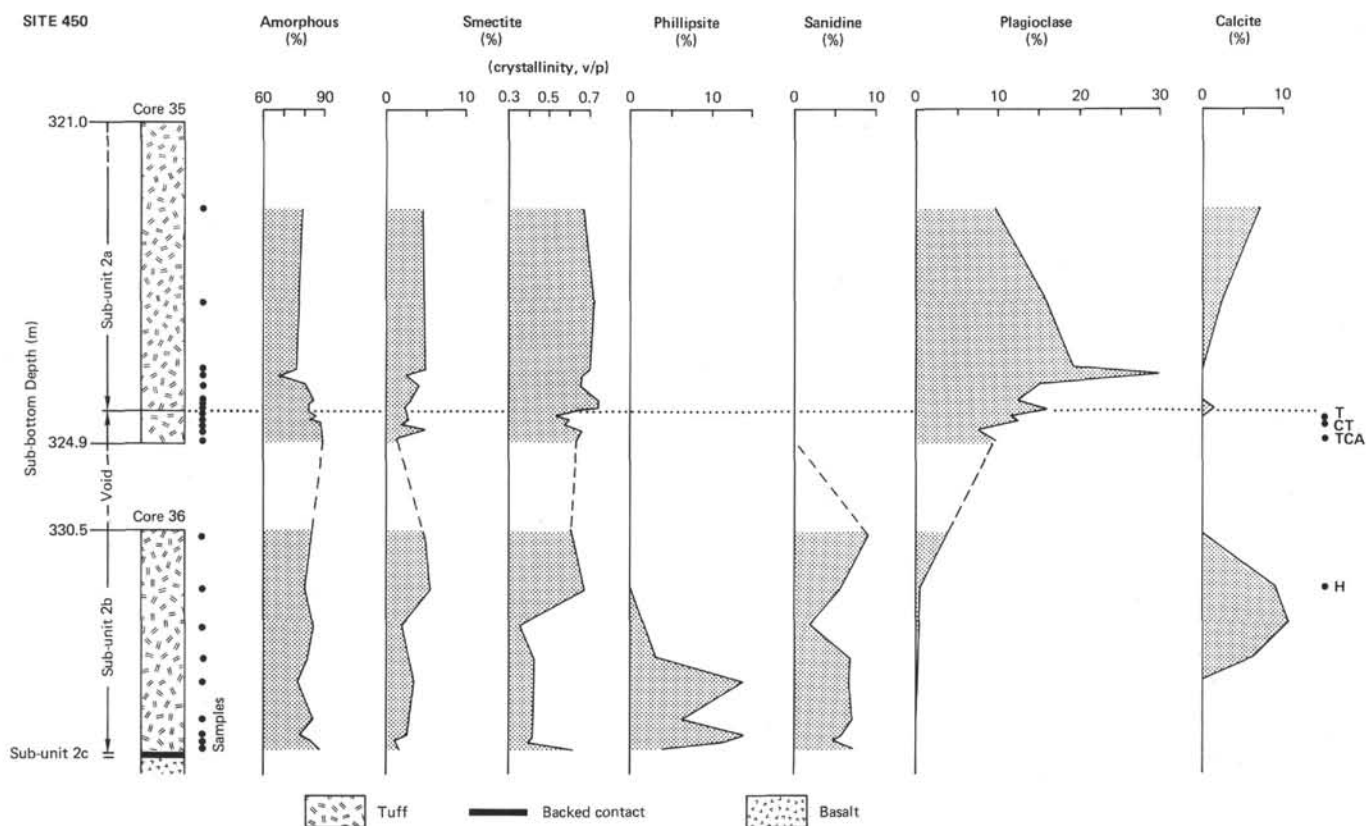 SITE 450 Amorphous Smectite Phillipsite Sanidine Plagioclase Calcite
(%) (%) (%) (%) (%) (%)
(crystallinity, v/p)
Core 35 60 90 0 10 0.3 0.5 0.7 0 10 0 10 0 10 20 30 0 10
321.0
Sub-unit 2a
Sub-bottom Depth (m)
T
CT
324.9 TCA
Void
Core 36
330.5
H
Sub-unit 2b
Samples
Sub-unit 2c
Tuff Backed contact Basalt